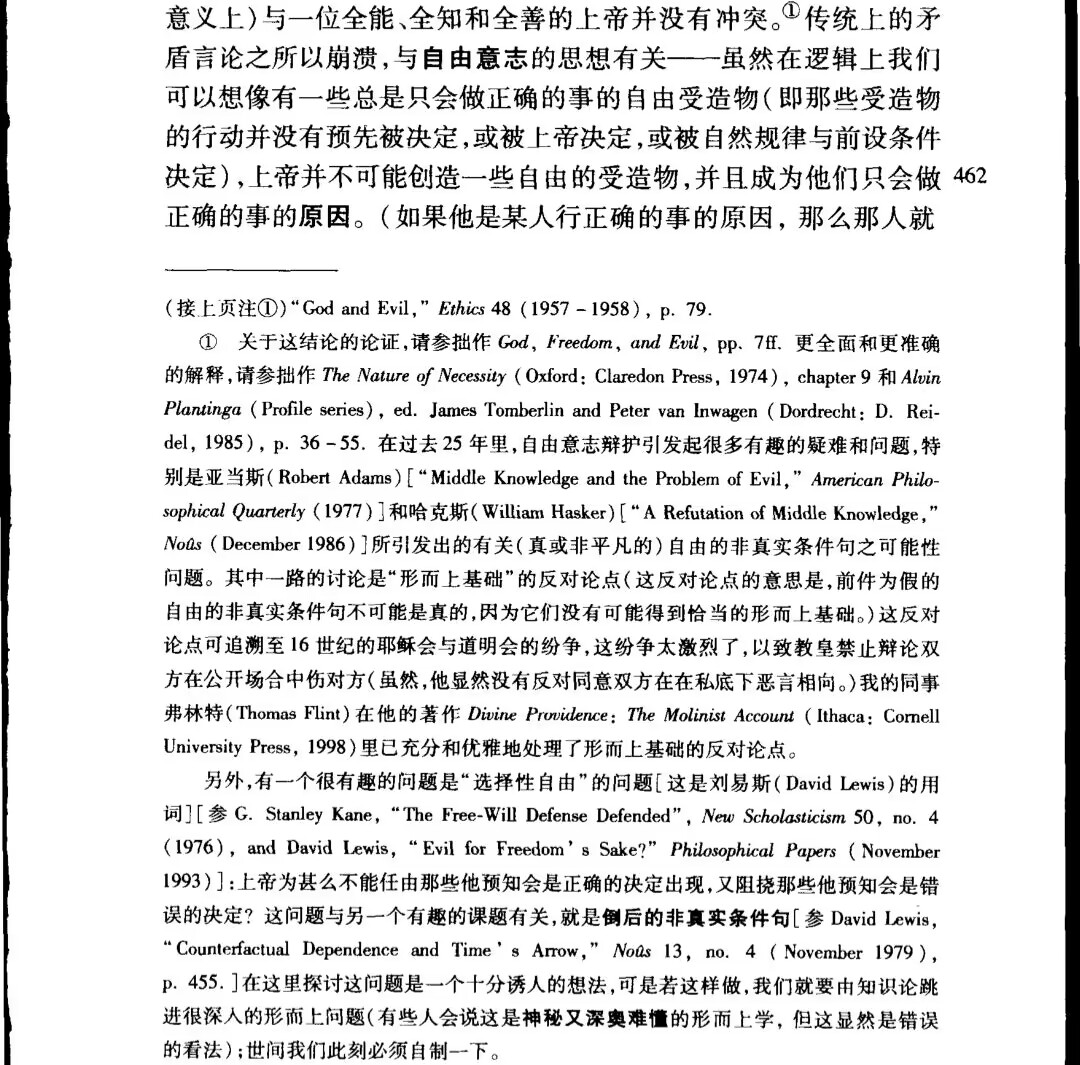 意义上)与一位全能、全知和全善的上帝并没有冲突。①传统上的矛
盾言论之所以崩溃,与自由意志的思想有关——虽然在逻辑上我们
可以想像有一些总是只会做正确的事的自由受造物(即那些受造物
的行动并没有预先被决定,或被上帝决定,或被自然规律与前设条件
决定),上帝并不可能创造一些自由的受造物,并且成为他们只会做 462
正确的事的原因。(如果他是某人行正确的事的原因, 那么那人就
(接上页注①)“God and Evil,” Ethics 48 (1957 - 1958), p. 79.
① 关于这结论的论证,请参拙作 God, Freedom, and Evil, pp. 7ff. 更全面和更准确
的解释,请参拙作 The Nature of Necessity (Oxford: Claredon Press, 1974), chapter 9 和 Alvin
Plantinga (Profile series), ed. James Tomberlin and Peter van Inwagen (Dordrecht: D. Rei-
del, 1985), p. 36 - 55. 在过去 25 年里,自由意志辩护引发起很多有趣的疑难和问题,特
别是亚当斯(Robert Adams)[“Middle Knowledge and the Problem of Evil,” American Philo-
sophical Quarterly (1977)]和哈克斯(William Hasker)[“A Refutation of Middle Knowledge,”
Noûs (December 1986)]所引发出的有关(真或非平凡的)自由的非真实条件句之可能性
问题。其中一路的讨论是“形而上基础”的反对论点(这反对论点的意思是,前件为假的
自由的非真实条件句不可能是真的,因为它们没有可能得到恰当的形而上基础。)这反对
论点可追溯至 16 世纪的耶稣会与道明会的纷争,这纷争太激烈了,以致教皇禁止辩论双
方在公开场合中伤对方(虽然,他显然没有反对同意双方在在私底下恶言相向。)我的同事
弗林特(Thomas Flint)在他的著作 Divine Providence: The Molinist Account (Ithaca: Cornell
University Press, 1998)里已充分和优雅地处理了形而上基础的反对论点。
另外,有一个很有趣的问题是“选择性自由”的问题[这是刘易斯(David Lewis)的用
词][参 G. Stanley Kane, “The Free-Will Defense Defended”, New Scholasticism 50, no. 4
(1976), and David Lewis, “Evil for Freedom's Sake?” Philosophical Papers (November
1993)]:上帝为甚么不能任由那些他预知会是正确的决定出现,又阻挠那些他预知会是错
误的决定? 这问题与另一个有趣的课题有关,就是倒后的非真实条件句[参 David Lewis,
“Counterfactual Dependence and Time's Arrow,” Noûs 13, no. 4 (November 1979),
p. 455.]在这里探讨这问题是一个十分诱人的想法,可是若这样做,我们就要由知识论跳
进很深入的形而上问题(有些人会说这是神秘又深奥难懂的形而上学, 但这显然是错误
的看法);世间我们此刻必须自制一下。